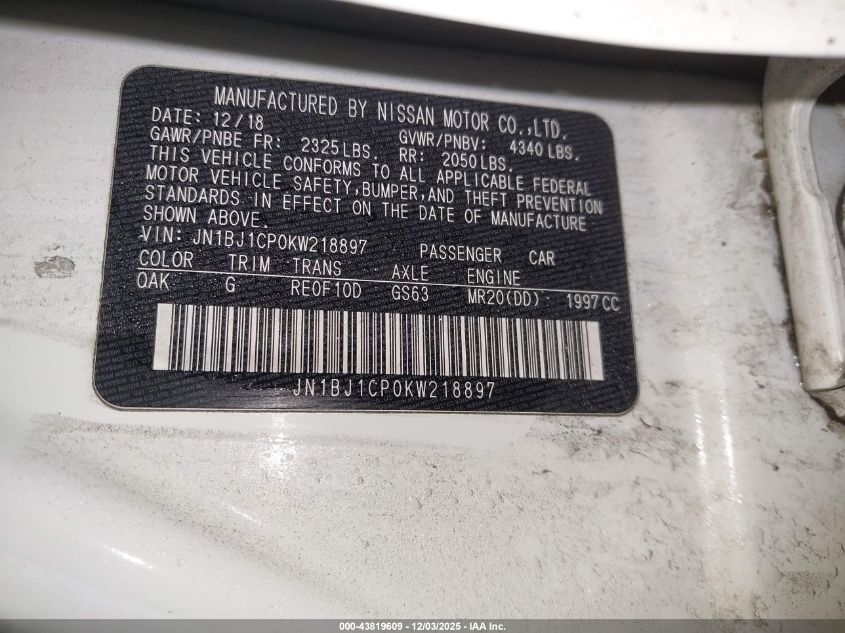 MANUFACTURED BY NISSAN MOTOR CO.,LTD.
DATE: 12/18
GAWR/PNBE FR: 2325 LBS. GVWR/PNBV: 4340 LBS.
RR: 2050 LBS.
THIS VEHICLE CONFORMS TO ALL APPLICABLE FEDERAL
MOTOR VEHICLE SAFETY,BUMPER,AND THEFT PREVENTION
STANDARDS IN EFFECT ON THE DATE OF MANUFACTURE
SHOWN ABOVE.
VIN: JN1BJ1CP0KW218897 PASSENGER CAR
COLOR TRIM TRANS AXLE ENGINE
QAK G RE0F10D GS63 MR20(DD): 1997CC
JN1BJ1CP0KW218897
000-43819609 - 12/03/2025 - IAA Inc.